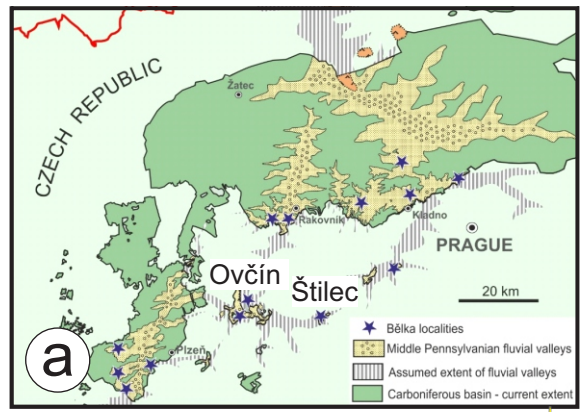 CZECH REPUBLIC
Žatec
Rakovník
Kladno
PRAGUE
Ovčín
Štilec
20 km
Plzeň
a
Bělka localities
Middle Pennsylvanian fluvial valleys
Assumed extent of fluvial valleys
Carboniferous basin - current extent